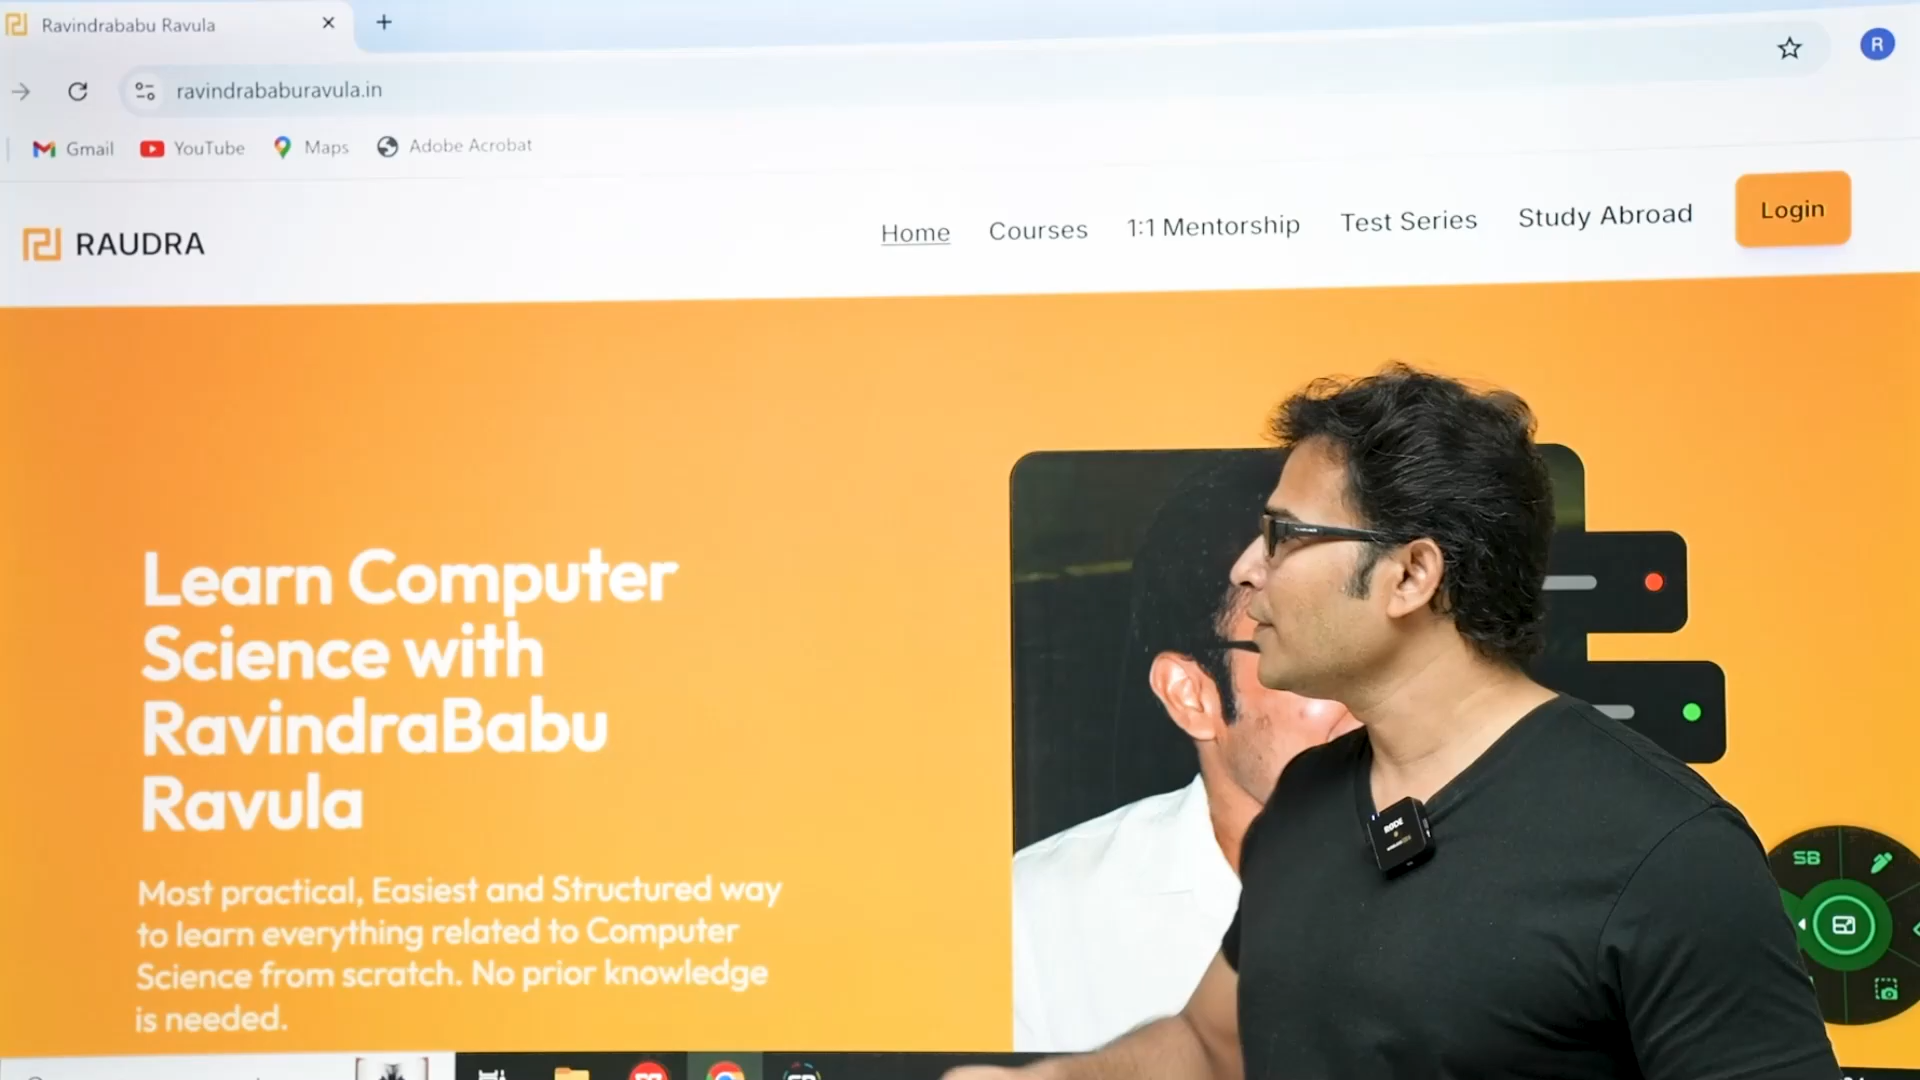 Ravindrababu Ravula
R
ravindrababuravula.in
Gmail YouTube Maps Adobe Acrobat
RAUDRA Home Courses 1:1 Mentorship Test Series Study Abroad Login
Learn Computer
Science with
RavindraBabu
Ravula
Most practical, Easiest and Structured way
to learn everything related to Computer
Science from scratch. No prior knowledge
is needed.
RØDE
SB